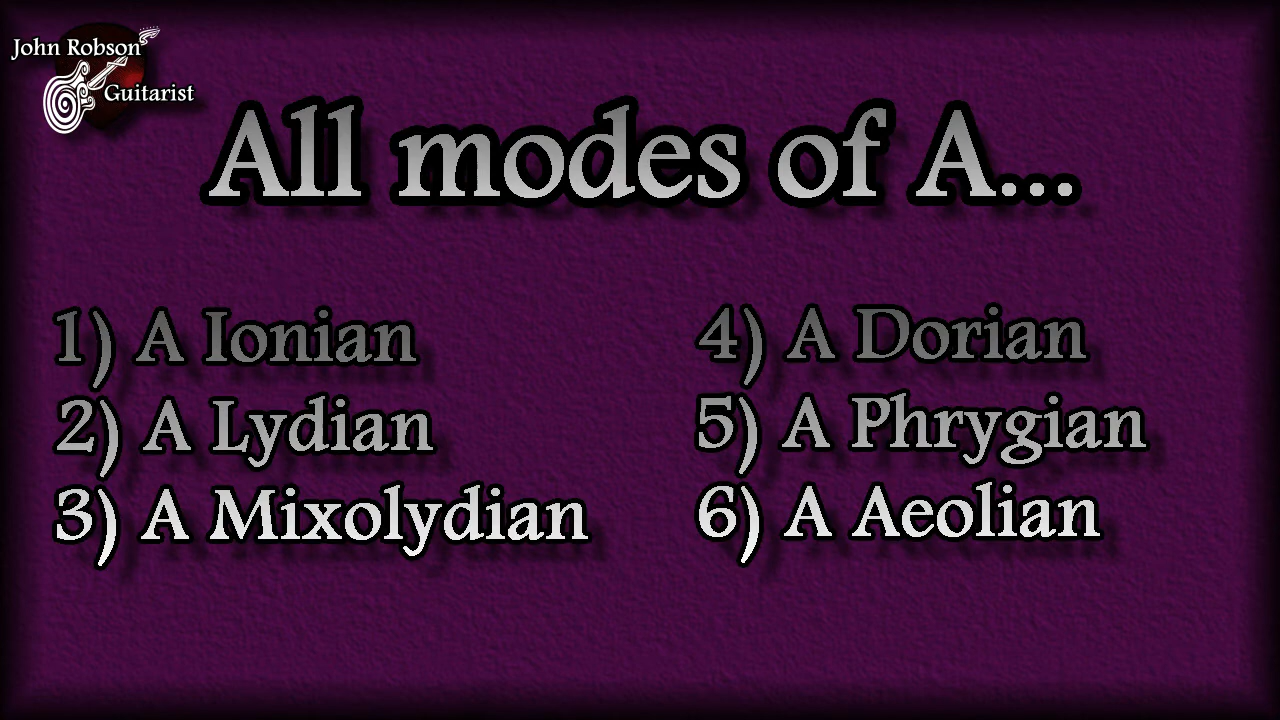 John Robson
Guitarist
All modes of A...
1) A Ionian
2) A Lydian
3) A Mixolydian
4) A Dorian
5) A Phrygian
6) A Aeolian